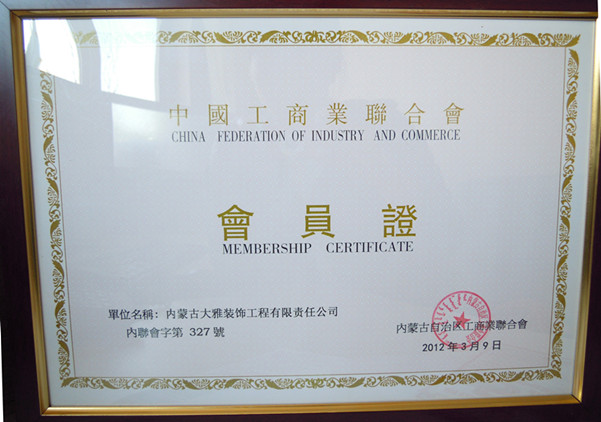 中國工商業聯合會
CHINA FEDERATION OF INDUSTRY AND COMMERCE
會員證
MEMBERSHIP CERTIFICATE
單位名稱：内蒙古大雅装饰工程有限责任公司
内聯會字第 327 號
内蒙古自治区工商業聯合會
2012 年 3 月 9 日